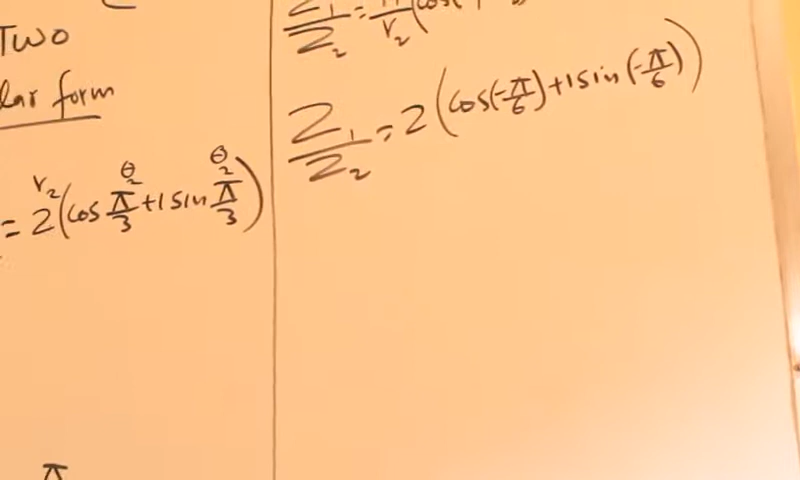 TWO
lar form
r₂ θ₂ θ₂
= 2(cos π/3 + i sin π/3)
π
Z₁/Z₂ = /r₂ (cos(
Z₁/Z₂ = 2(cos(-π/6) + i sin(-π/6))